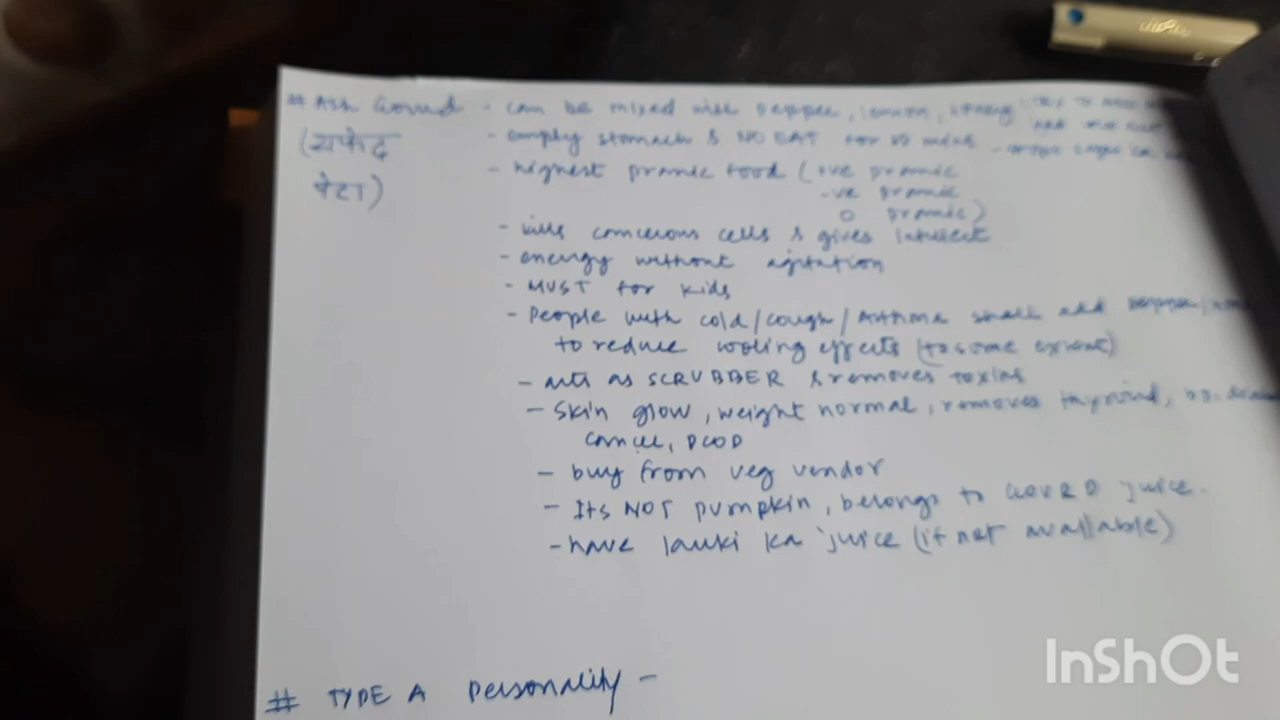 # Ash Gourd - can be mixed with pepper, lemon, honey
(सफेद - empty stomach & NO EAT for mins
पेटा) - highest pranic food (+ve pranic
-ve pranic
0 pranic)
- kills cancerous cells & gives intellect
- energy without agitation
- MUST for kids
- People with cold/cough/ASTHMA shall add pepper,
to reduce cooling effects (to some extent)
- acts as SCRUBBER & removes toxins
- Skin glow, weight normal, removes
cancer, PCOD
- buy from veg vendor
- Its NOT pumpkin, belongs to GOURD juice.
- have lauki ka juice (if not available)
# TYPE A Personality -
InShOt